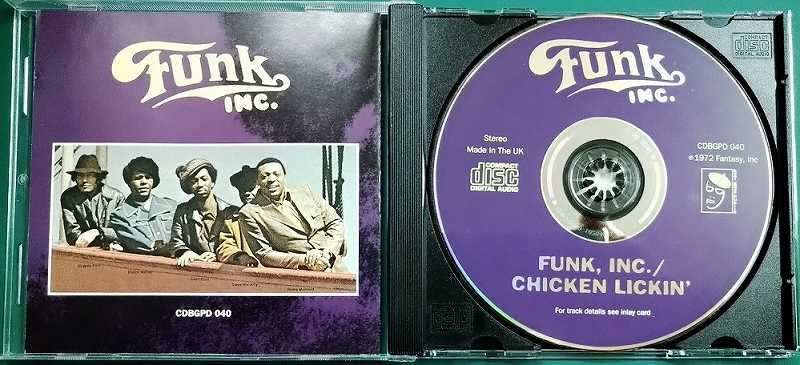 Funk
INC.
CDBGPD 040
Funk
INC.
Stereo
Made In The UK
COMPACT
disc
DIGITAL AUDIO
CDBGPD 040
℗1972 Fantasy, Inc
FUNK, INC./
CHICKEN LICKIN'
For track details see inlay card
COMPACT
disc
DIGITAL AUDIO